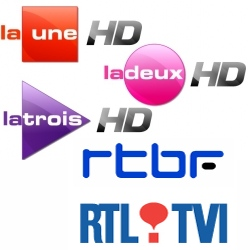 la une HD
ladeux HD
latrois HD
rtbf
RTL TVI